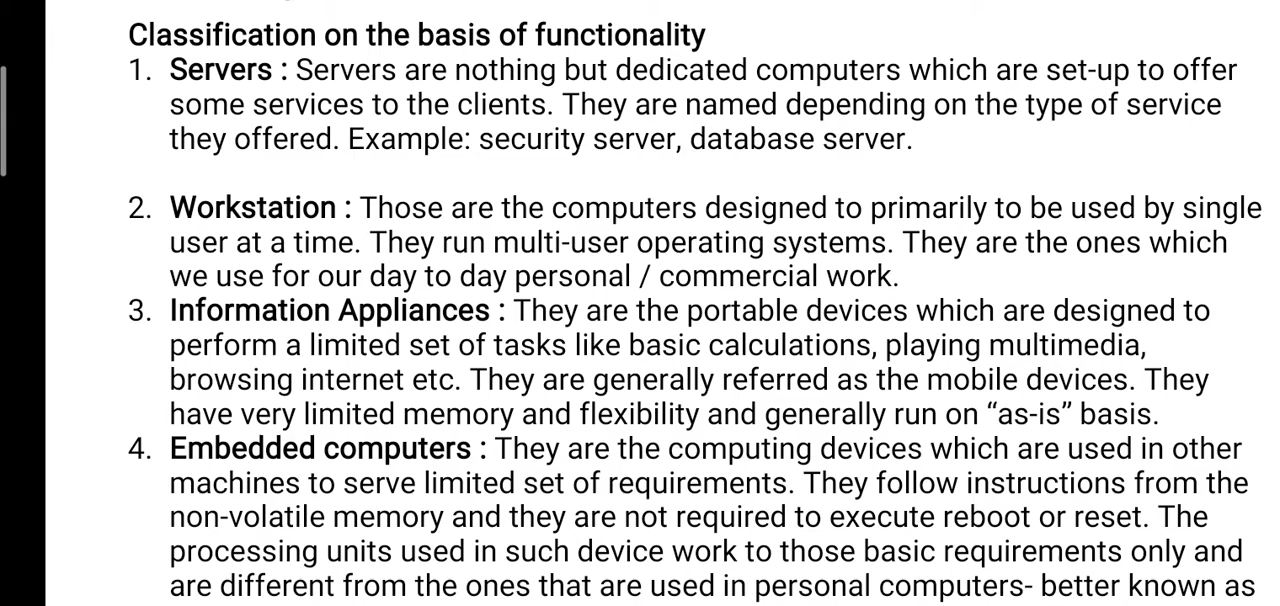 Classification on the basis of functionality
1. Servers : Servers are nothing but dedicated computers which are set-up to offer
some services to the clients. They are named depending on the type of service
they offered. Example: security server, database server.
2. Workstation : Those are the computers designed to primarily to be used by single
user at a time. They run multi-user operating systems. They are the ones which
we use for our day to day personal / commercial work.
3. Information Appliances : They are the portable devices which are designed to
perform a limited set of tasks like basic calculations, playing multimedia,
browsing internet etc. They are generally referred as the mobile devices. They
have very limited memory and flexibility and generally run on “as-is” basis.
4. Embedded computers : They are the computing devices which are used in other
machines to serve limited set of requirements. They follow instructions from the
non-volatile memory and they are not required to execute reboot or reset. The
processing units used in such device work to those basic requirements only and
are different from the ones that are used in personal computers- better known as